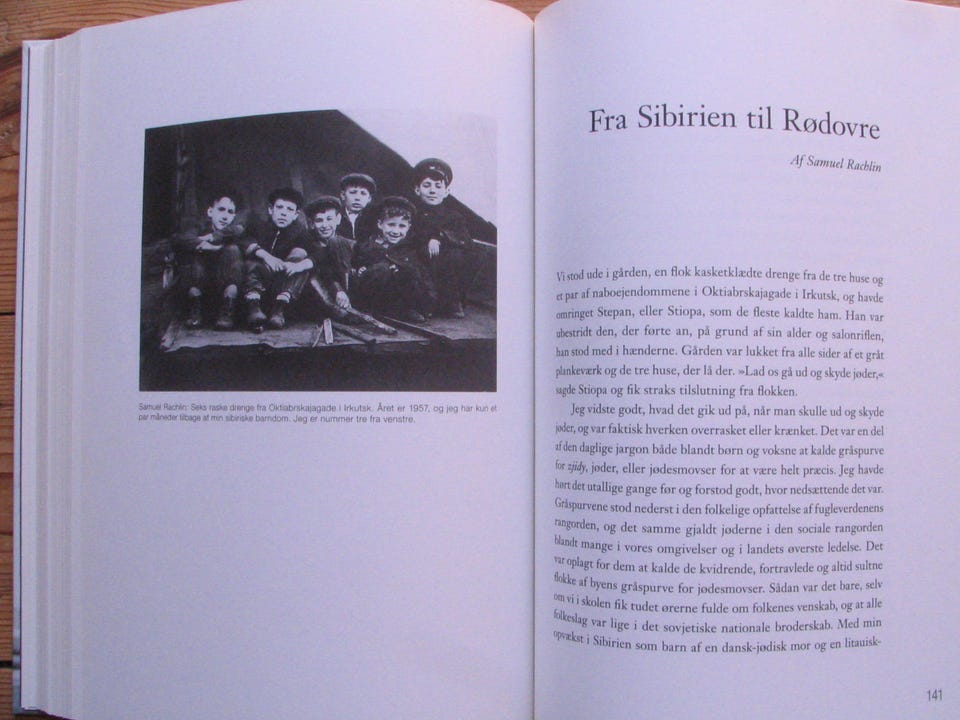 Samuel Rachlin: Seks raske drenge fra Oktiabrskajagade i Irkutsk. Året er 1957, og jeg har kun et
par måneder tilbage af min sibiriske barndom. Jeg er nummer tre fra venstre.
Fra Sibirien til Rødovre
Af Samuel Rachlin
Vi stod ude i gården, en flok kasketklædte drenge fra de tre huse og
et par af naboejendommene i Oktiabrskajagade i Irkutsk, og havde
omringet Stepan, eller Stiopa, som de fleste kaldte ham. Han var
ubestridt den, der førte an, på grund af sin alder og salonriflen,
han stod med i hænderne. Gården var lukket fra alle sider af et gråt
plankeværk og de tre huse, der lå der. »Lad os gå ud og skyde jøder,«
sagde Stiopa og fik straks tilslutning fra flokken.
Jeg vidste godt, hvad det gik ud på, når man skulle ud og skyde
jøder, og var faktisk hverken overrasket eller krænket. Det var en del
af den daglige jargon både blandt børn og voksne at kalde gråspurve
for zjidy, jøder, eller jødesmovser for at være helt præcis. Jeg havde
hørt det utallige gange før og forstod godt, hvor nedsættende det var.
Gråspurvene stod nederst i den folkelige opfattelse af fugleverdenens
rangorden, og det samme gjaldt jøderne i den sociale rangorden
blandt mange i vores omgivelser og i landets øverste ledelse. Det
var oplagt for dem at kalde de kvidrende, fortravlede og altid sultne
flokke af byens gråspurve for jødesmovser. Sådan var det bare, selv
om vi i skolen fik tudet ørerne fulde om folkenes venskab, og at alle
folkeslag var lige i det sovjetiske nationale broderskab. Med min
opvækst i Sibirien som barn af en dansk-jødisk mor og en litauisk-
141